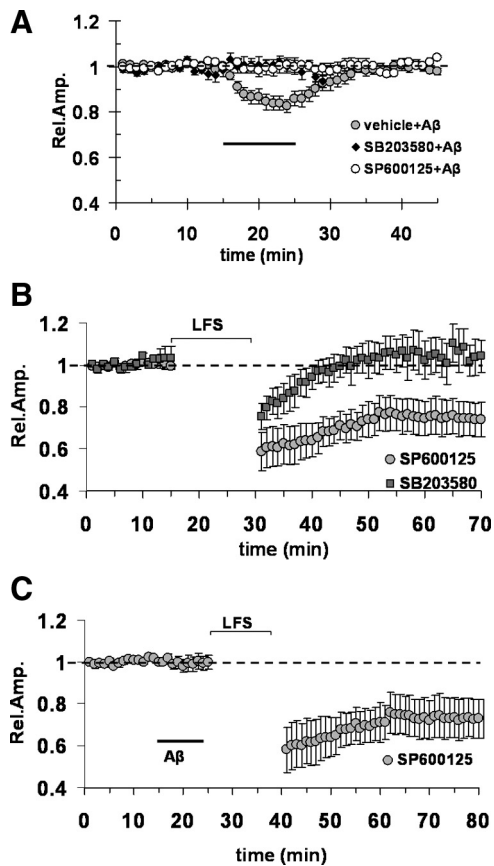 A
Rel.Amp.
1
0.8
0.6
0.4
vehicle+Aβ
SB203580+Aβ
SP600125+Aβ
0 10 20 30 40
time (min)
B
Rel.Amp.
1.2
1
0.8
0.6
0.4
LFS
SP600125
SB203580
0 10 20 30 40 50 60 70
time (min)
C
Rel.Amp.
1.2
1
0.8
0.6
0.4
LFS
Aβ
SP600125
0 10 20 30 40 50 60 80
time (min)